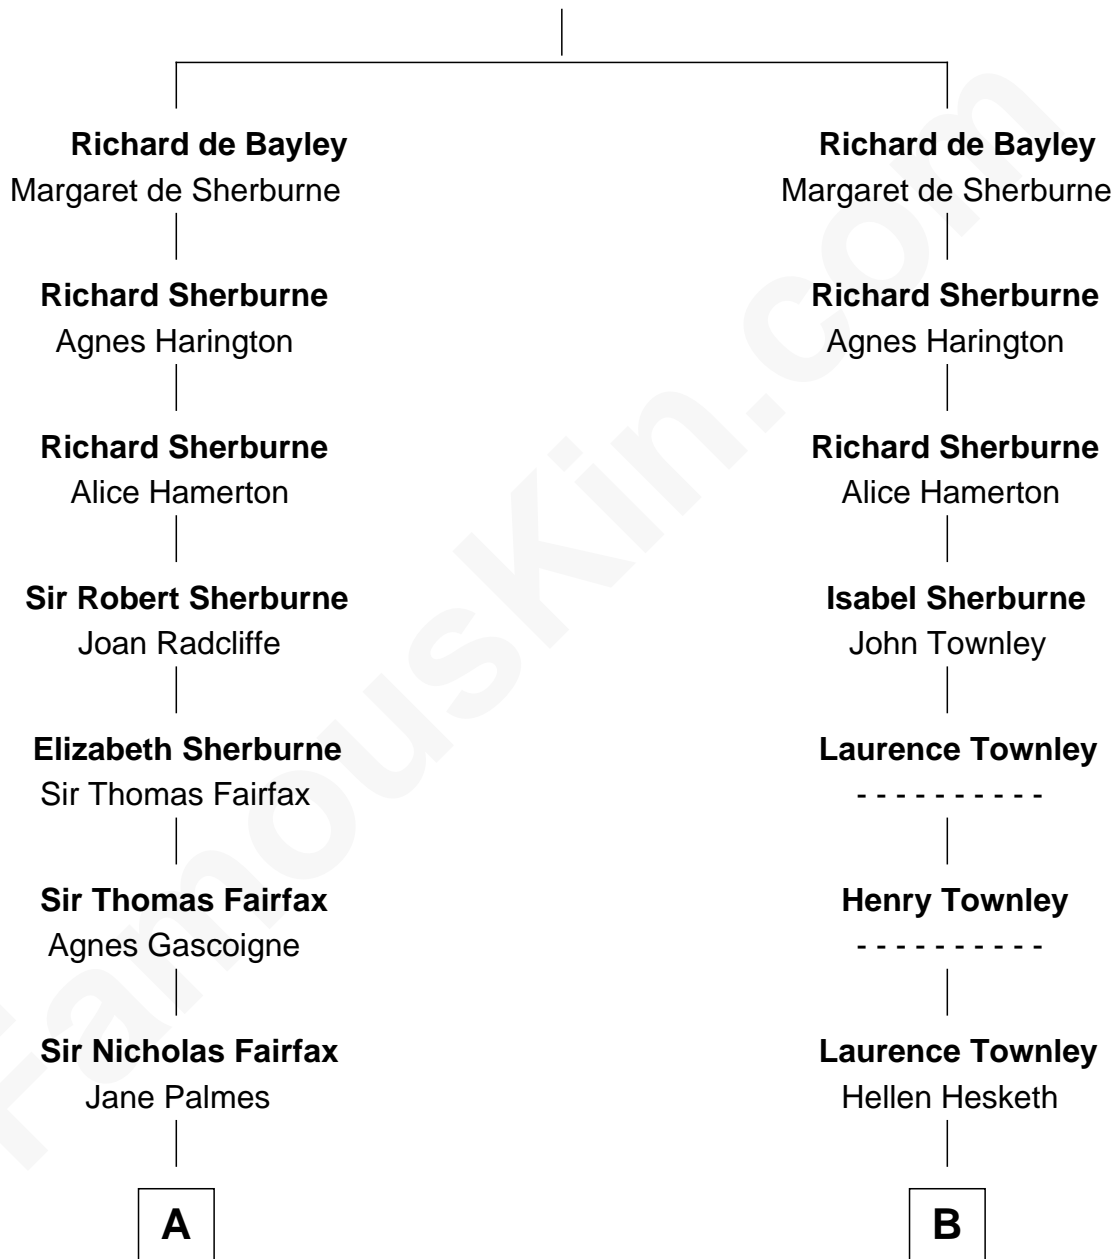 Richard de Bayley
Margaret de Sherburne
Richard Sherburne
Agnes Harington
Richard Sherburne
Alice Hamerton
Sir Robert Sherburne
Joan Radcliffe
Elizabeth Sherburne
Sir Thomas Fairfax
Sir Thomas Fairfax
Agnes Gascoigne
Sir Nicholas Fairfax
Jane Palmes
A
Richard de Bayley
Margaret de Sherburne
Richard Sherburne
Agnes Harington
Richard Sherburne
Alice Hamerton
Isabel Sherburne
John Townley
Laurence Townley
- - - - - - - - - -
Henry Townley
- - - - - - - - - -
Laurence Townley
Hellen Hesketh
B
FamousKin.com